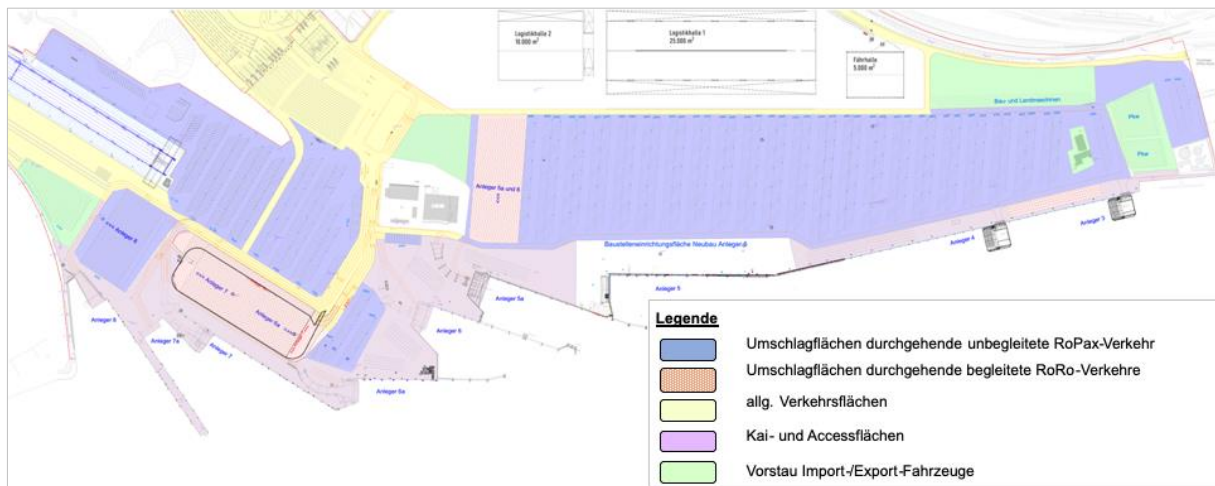 Logistikhalle 2
10.000 m²
Logistikhalle 1
25.000 m²
Fährhalle
5.000 m²
Pkw
Pkw
Anleger 5a und 6
Anleger 8
Anleger 7
Anleger 6a
Baustelleneinrichtungsfläche Neubau Anleger
Anleger 3
Anleger 4
Anleger 5
Anleger 5a
Anleger 6
Anleger 8
Anleger 7a
Anleger 7
Anleger 6a
Legende
Umschlagflächen durchgehende unbegleitete RoPax-Verkehr
Umschlagflächen durchgehende begleitete RoRo-Verkehre
allg. Verkehrsflächen
Kai- und Accessflächen
Vorstau Import-/Export-Fahrzeuge